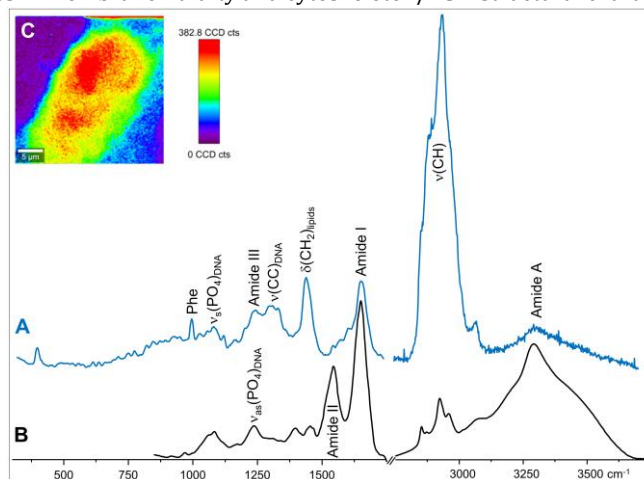 C
382.8 CCD cts
5 µm
0 CCD cts
A
Phe
νs(PO4)DNA
Amide III
ν(CC)DNA
δ(CH2)lipids
Amide I
ν(CH)
Amide A
B
νas(PO4)DNA
Amide II
500 750 1000 1250 1500 3000 3500 cm⁻¹